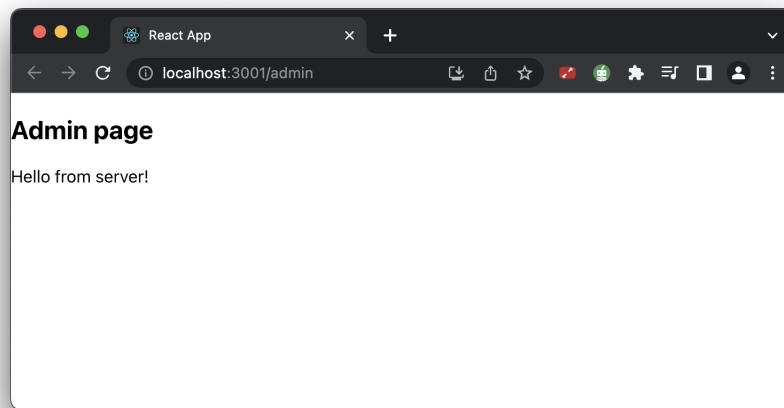 React App
localhost:3001/admin
Admin page
Hello from server!